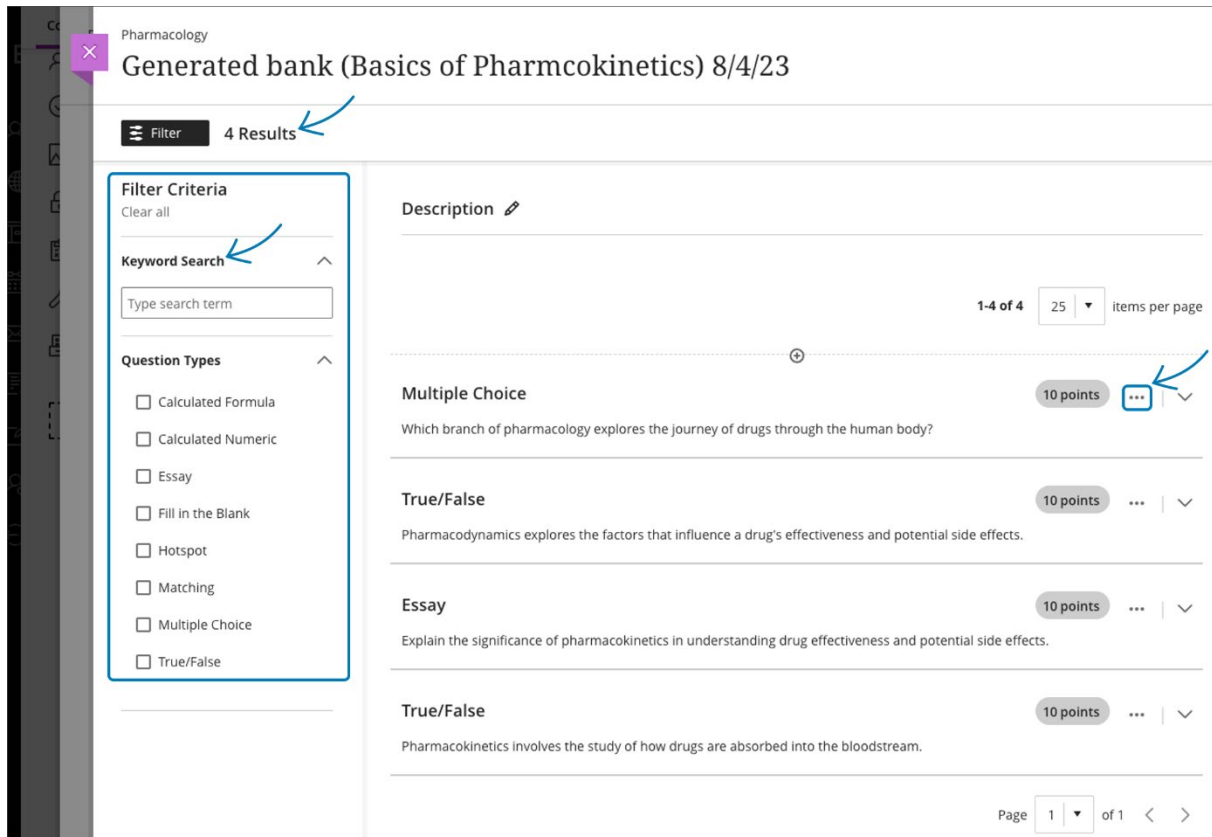 Co
Pharmacology
Generated bank (Basics of Pharmcokinetics) 8/4/23
Filter
4 Results
Filter Criteria
Clear all
Keyword Search
Type search term
Question Types
Calculated Formula
Calculated Numeric
Essay
Fill in the Blank
Hotspot
Matching
Multiple Choice
True/False
Description
1-4 of 4 25 items per page
Multiple Choice 10 points
Which branch of pharmacology explores the journey of drugs through the human body?
True/False 10 points
Pharmacodynamics explores the factors that influence a drug's effectiveness and potential side effects.
Essay 10 points
Explain the significance of pharmacokinetics in understanding drug effectiveness and potential side effects.
True/False 10 points
Pharmacokinetics involves the study of how drugs are absorbed into the bloodstream.
Page 1 of 1